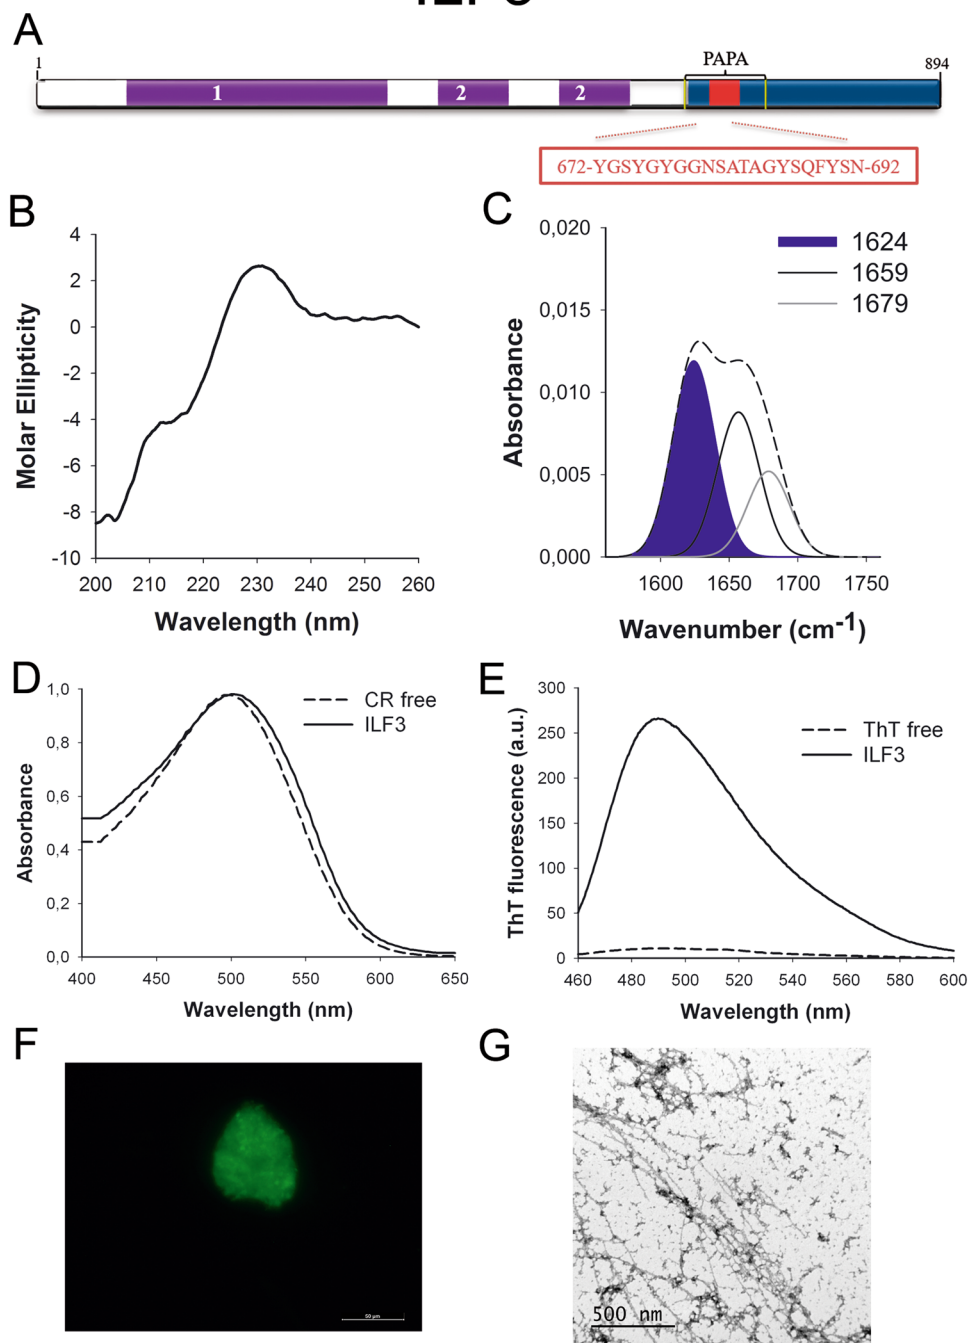 A
1
PAPA
894
1
2
2
672-YGSYGYGGNSATAGYSQFYSN-692
B
4
2
0
-2
-4
-6
-8
-10
200 210 220 230 240 250 260
Molar Ellipticity
Wavelength (nm)
C
0,020
0,015
0,010
0,005
0,000
1600 1650 1700 1750
Absorbance
Wavenumber (cm-1)
1624
1659
1679
D
1,0
0,8
0,6
0,4
0,2
0,0
400 450 500 550 600 650
Absorbance
Wavelength (nm)
CR free
ILF3
E
300
250
200
150
100
50
0
460 480 500 520 540 560 580 600
ThT fluorescence (a.u.)
Wavelength (nm)
ThT free
ILF3
F
50 µm
G
500 nm